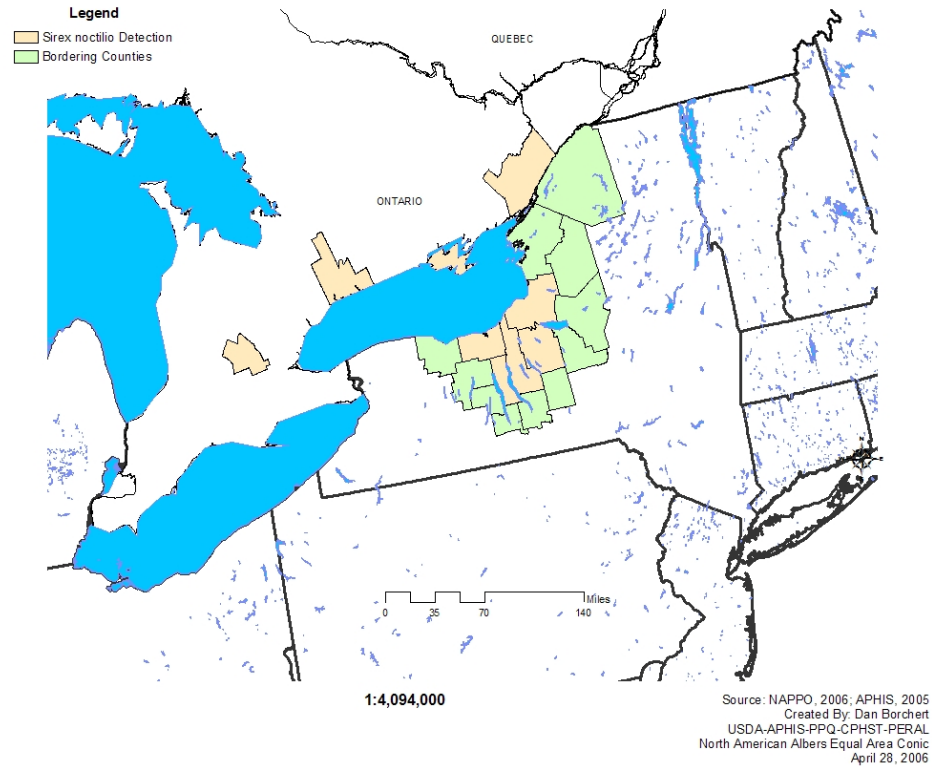 Legend
Sirex noctilio Detection
Bordering Counties
QUEBEC
ONTARIO
N
E
Miles
0 35 70 140
1:4,094,000
Source: NAPPO, 2006; APHIS, 2005
Created By: Dan Borchert
USDA-APHIS-PPQ-CPHST-PERAL
North American Albers Equal Area Conic
April 28, 2006